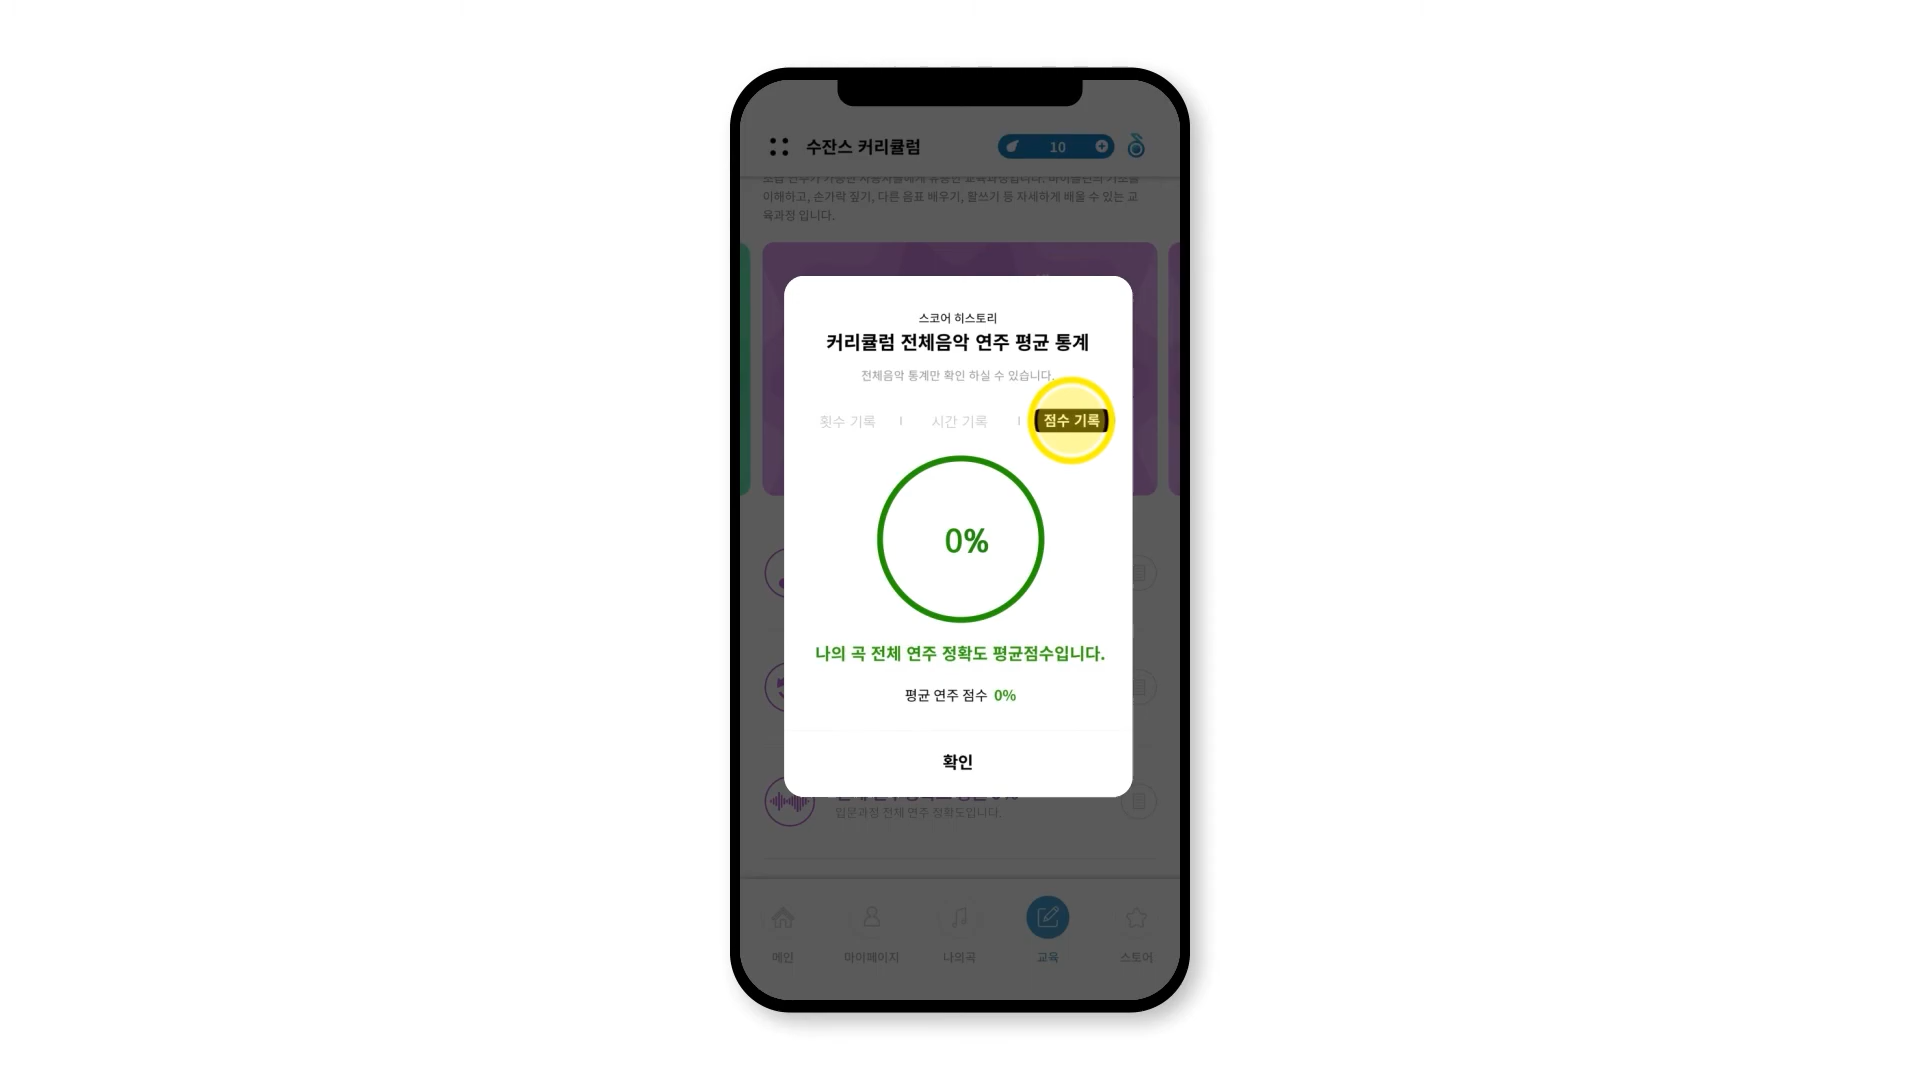 수잔스 커리큘럼
10
이해하고, 손가락 짚기, 다른 음표 배우기, 활쓰기 등 자세하게 배울 수 있는 교
육과정 입니다.
스코어 히스토리
커리큘럼 전체음악 연주 평균 통계
전체음악 통계만 확인 하실 수 있습니다.
횟수 기록 | 시간 기록 | 점수 기록
0%
나의 곡 전체 연주 정확도 평균점수입니다.
평균 연주 점수 0%
확인
입문과정 전체 연주 정확도입니다.
메인 마이페이지 나의곡 교육 스토어